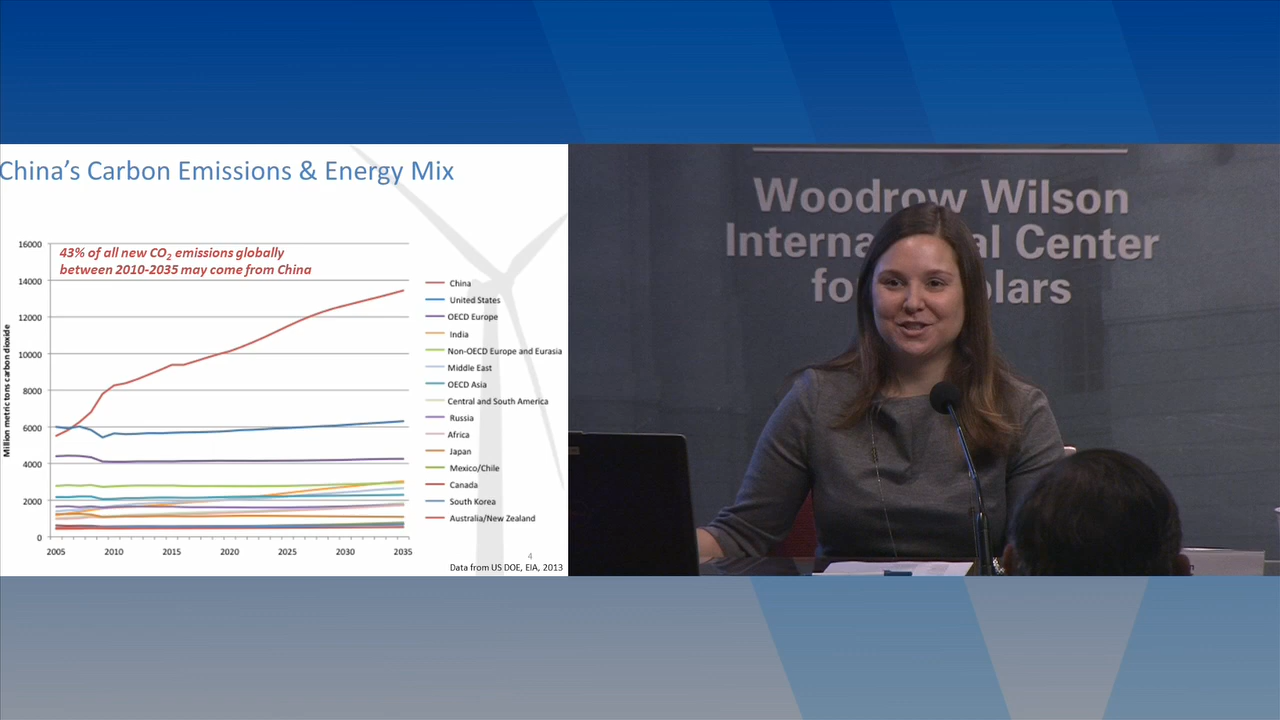 China's Carbon Emissions & Energy Mix
43% of all new CO₂ emissions globally
between 2010-2035 may come from China
Million metric tons carbon dioxide
16000
14000
12000
10000
8000
6000
4000
2000
0
2005
2010
2015
2020
2025
2030
2035
China
United States
OECD Europe
India
Non-OECD Europe and Eurasia
Middle East
OECD Asia
Central and South America
Russia
Africa
Japan
Mexico/Chile
Canada
South Korea
Australia/New Zealand
4
Data from US DOE, EIA, 2013
Woodrow Wilson
Interna al Center
fo olars